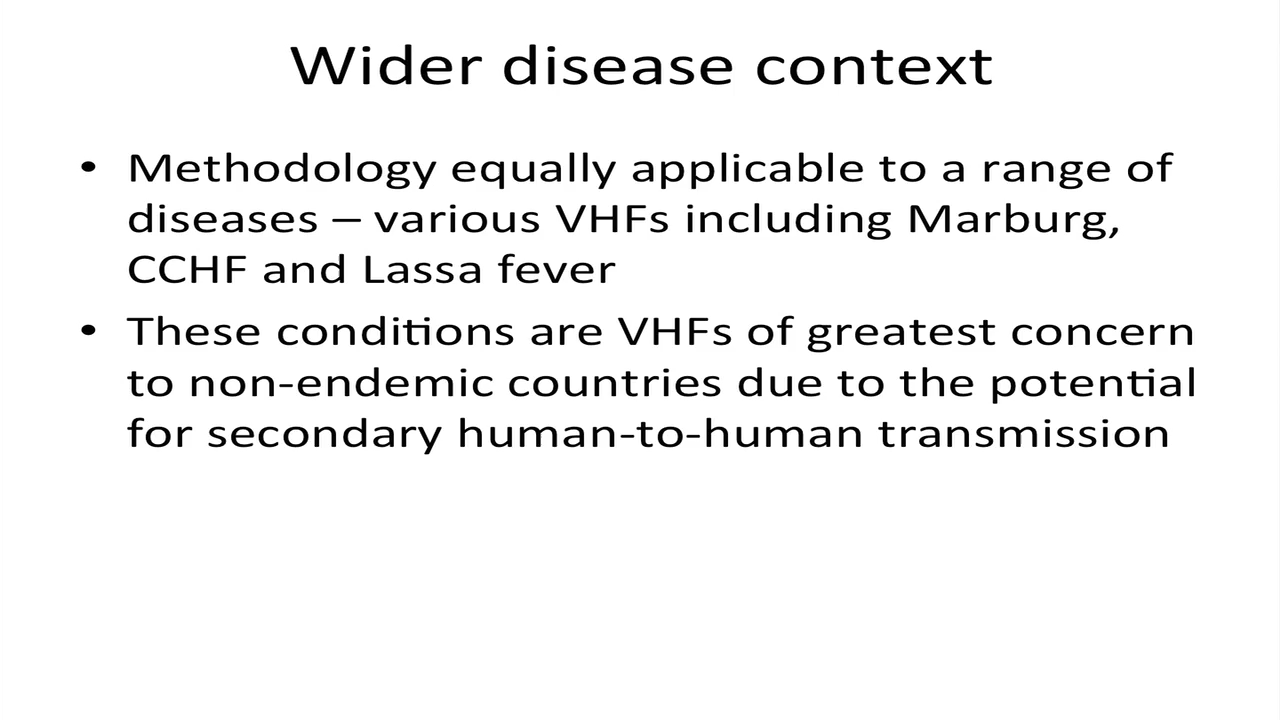 Wider disease context
• Methodology equally applicable to a range of
diseases – various VHFs including Marburg,
CCHF and Lassa fever
• These conditions are VHFs of greatest concern
to non-endemic countries due to the potential
for secondary human-to-human transmission